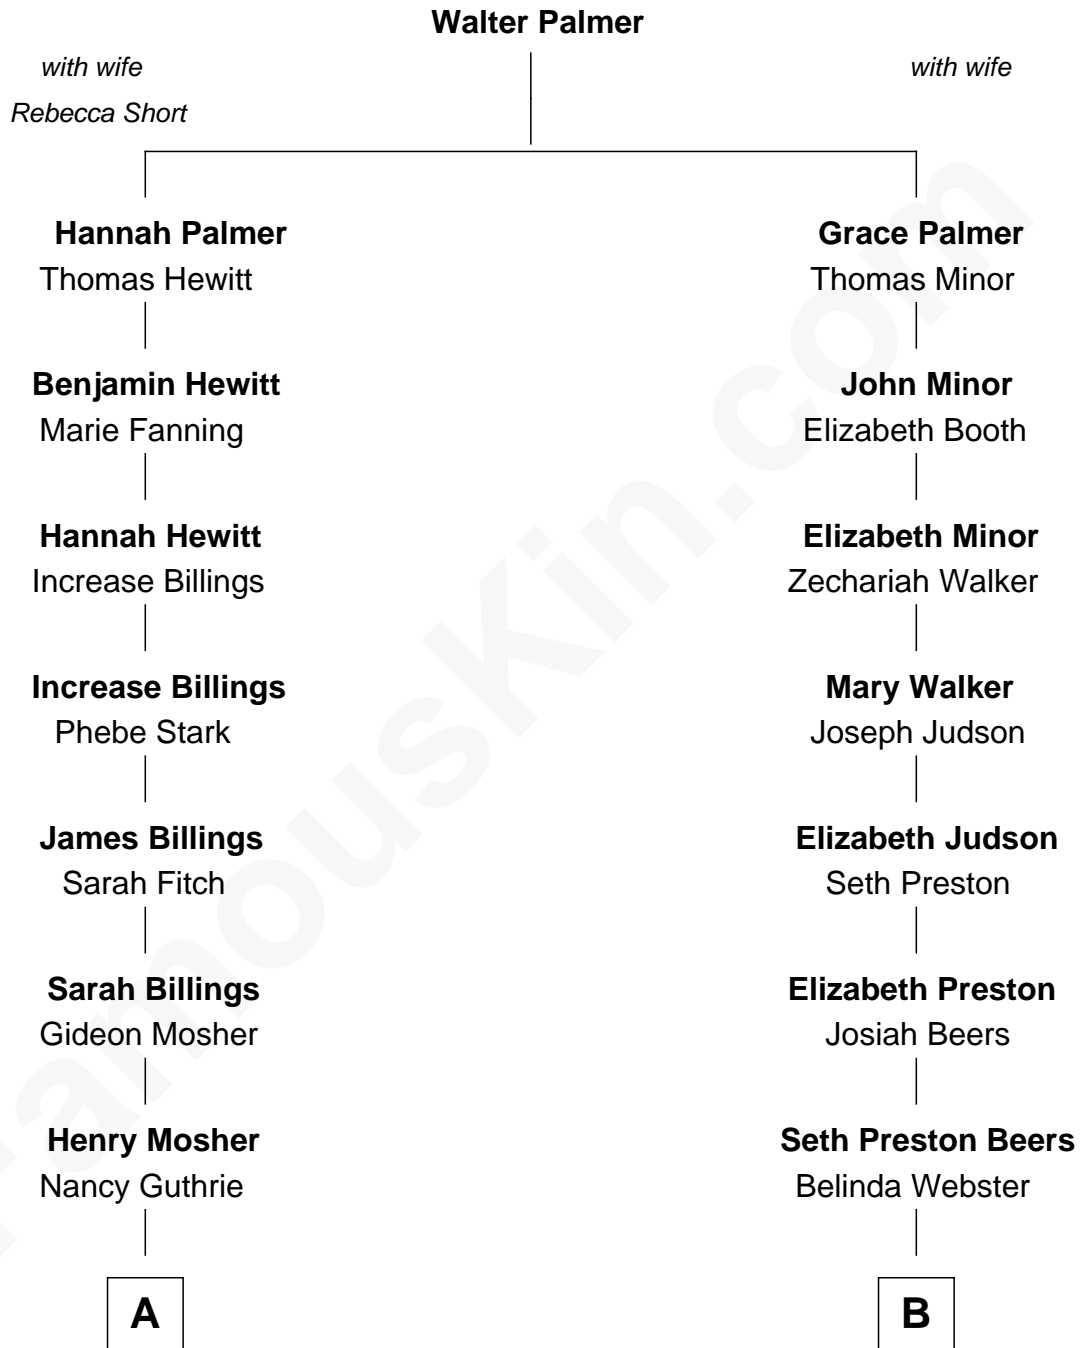 Walter Palmer
with wife
with wife
Rebecca Short
Hannah Palmer
Grace Palmer
Thomas Hewitt
Thomas Minor
Benjamin Hewitt
John Minor
Marie Fanning
Elizabeth Booth
Hannah Hewitt
Elizabeth Minor
Increase Billings
Zechariah Walker
Increase Billings
Mary Walker
Phebe Stark
Joseph Judson
James Billings
Elizabeth Judson
Sarah Fitch
Seth Preston
Sarah Billings
Elizabeth Preston
Gideon Mosher
Josiah Beers
Henry Mosher
Seth Preston Beers
Nancy Guthrie
Belinda Webster
A
B
FamousKin.com